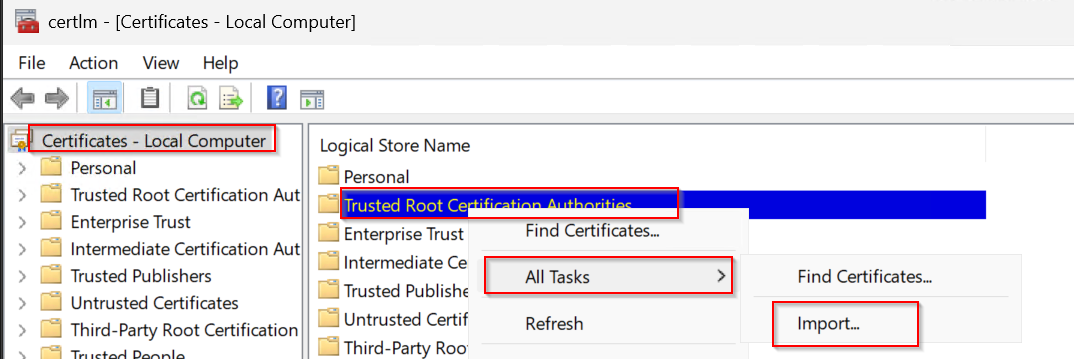 certlm - [Certificates - Local Computer]
File Action View Help
Certificates - Local Computer
Personal
Trusted Root Certification Aut
Enterprise Trust
Intermediate Certification Aut
Trusted Publishers
Untrusted Certificates
Third-Party Root Certification
Trusted People
Logical Store Name
Personal
Trusted Root Certification Authorities
Enterprise Trust
Intermediate Ce
Trusted Publishe
Untrusted Certif
Third-Party Roo
Find Certificates...
All Tasks
Refresh
Find Certificates...
Import...